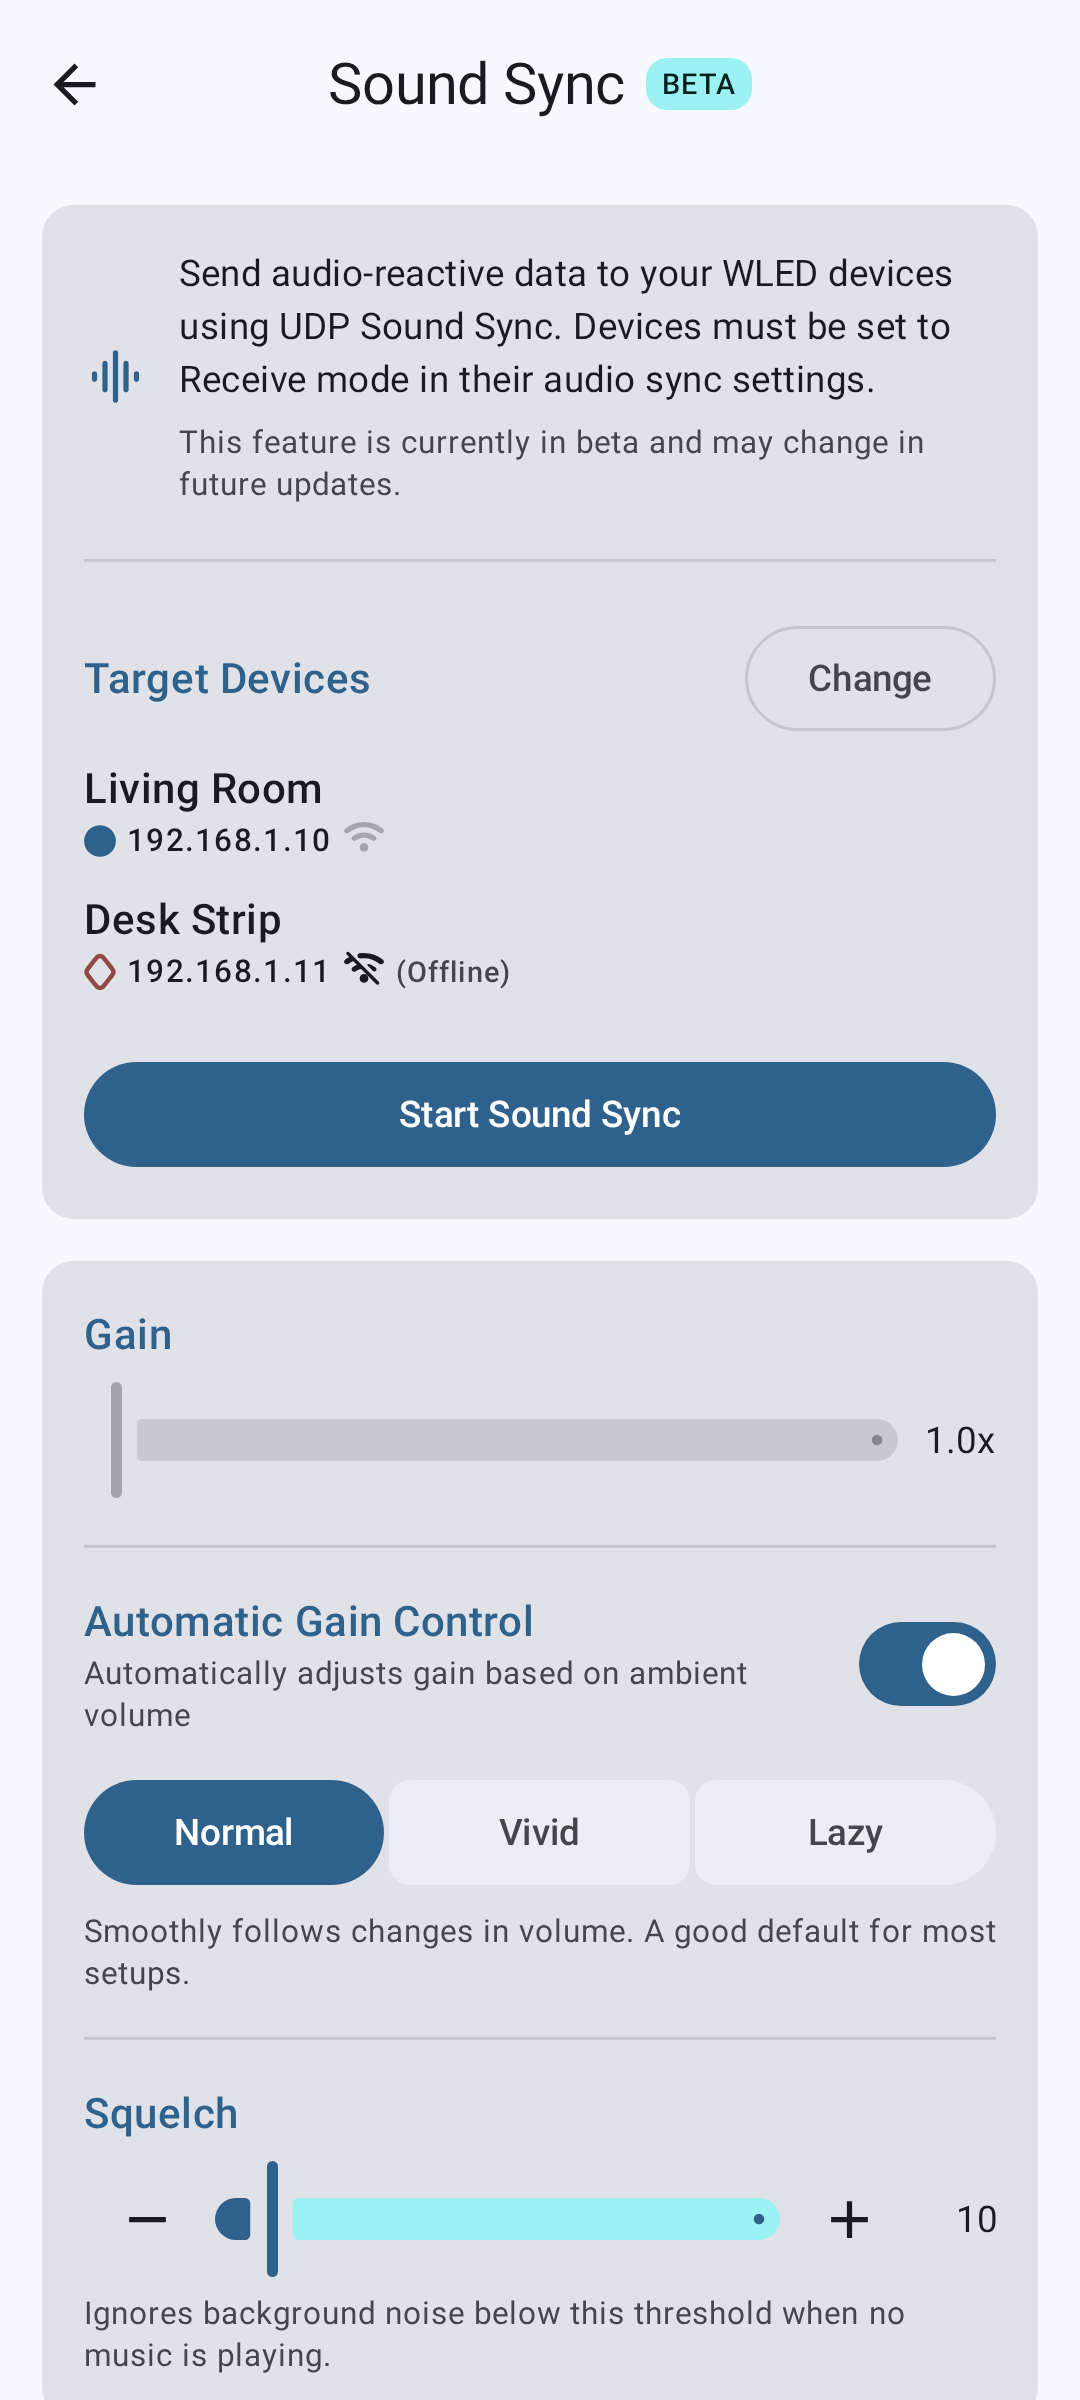 Sound Sync BETA
Send audio-reactive data to your WLED devices
using UDP Sound Sync. Devices must be set to
Receive mode in their audio sync settings.
This feature is currently in beta and may change in
future updates.
Target Devices
Change
Living Room
192.168.1.10
Desk Strip
192.168.1.11 (Offline)
Start Sound Sync
Gain
1.0x
Automatic Gain Control
Automatically adjusts gain based on ambient
volume
Normal Vivid Lazy
Smoothly follows changes in volume. A good default for most
setups.
Squelch
10
Ignores background noise below this threshold when no
music is playing.